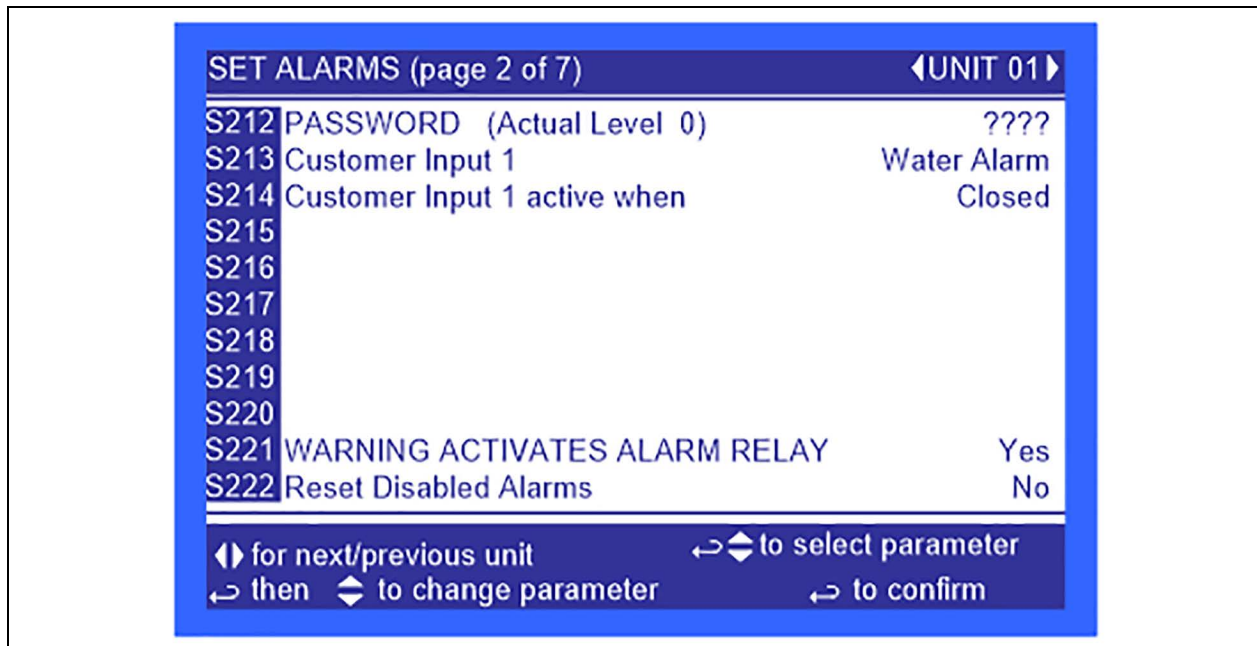 SET ALARMS (page 2 of 7) UNIT 01
S212 PASSWORD (Actual Level 0) ????
S213 Customer Input 1 Water Alarm
S214 Customer Input 1 active when Closed
S215
S216
S217
S218
S219
S220
S221 WARNING ACTIVATES ALARM RELAY Yes
S222 Reset Disabled Alarms No
for next/previous unit to select parameter
then to change parameter to confirm